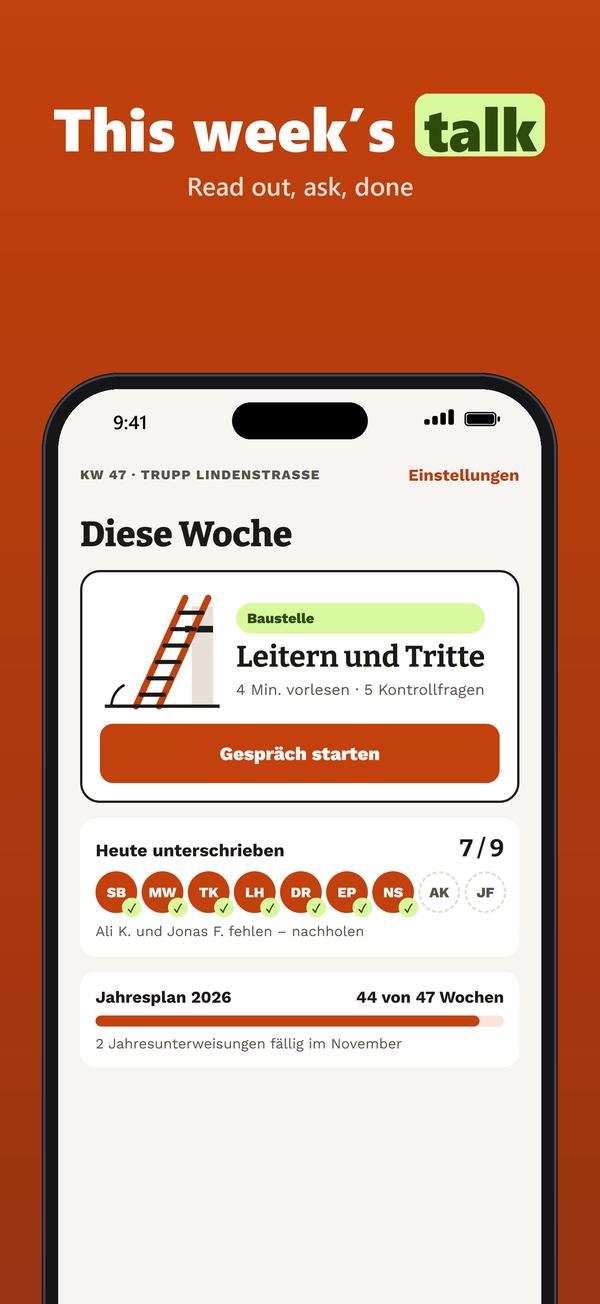 This week´s talk
Read out, ask, done
9:41
KW 47 · TRUPP LINDENSTRASSE
Einstellungen
Diese Woche
Baustelle
Leitern und Tritte
4 Min. vorlesen · 5 Kontrollfragen
Gespräch starten
Heute unterschrieben
7/9
SB MW TK LH DR EP NS AK JF
Ali K. und Jonas F. fehlen – nachholen
Jahresplan 2026
44 von 47 Wochen
2 Jahresunterweisungen fällig im November